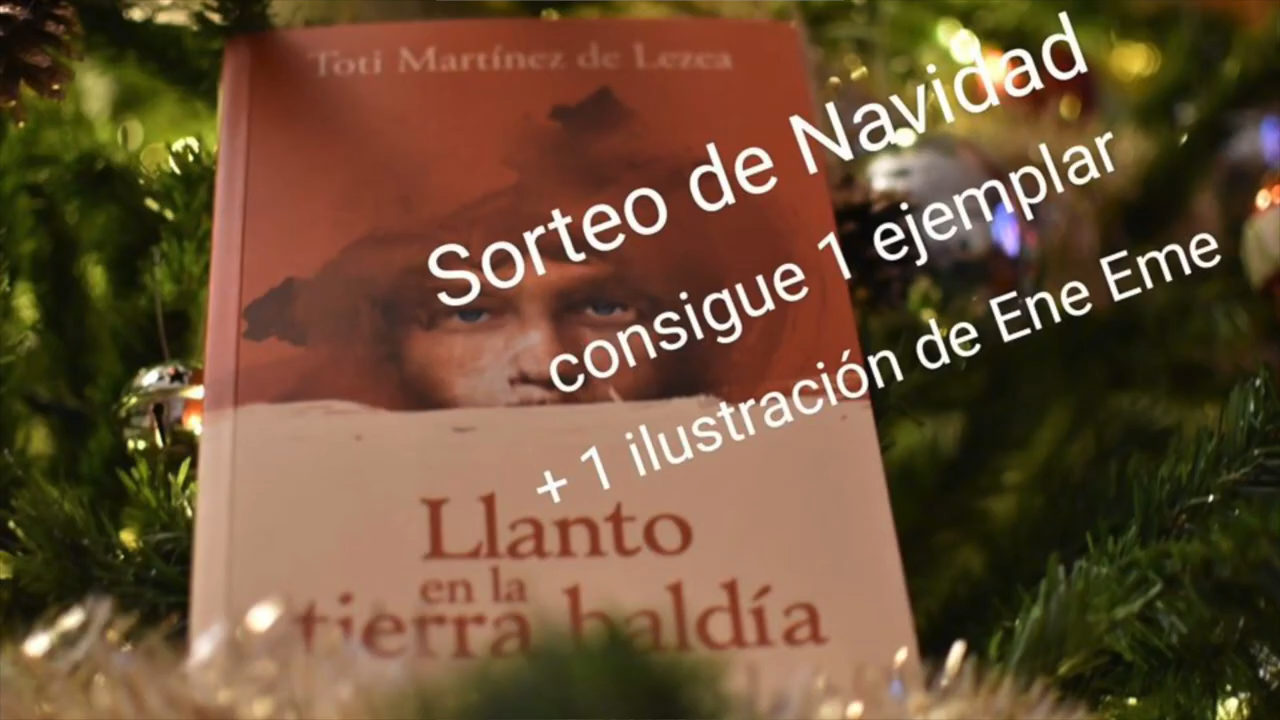 Toti Martínez de Lezea
Sorteo de Navidad
consigue 1 ejemplar
+ 1 ilustración de Ene Eme
Llanto
en la
tierra baldía